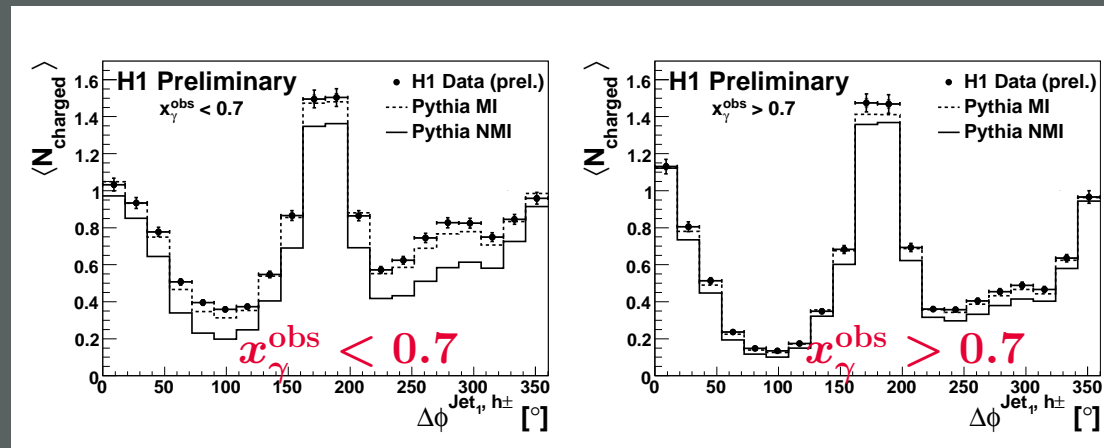 H1 Preliminary
x_γ^obs < 0.7
H1 Data (prel.)
Pythia MI
Pythia NMI
⟨N_charged⟩
1.6
1.4
1.2
1
0.8
0.6
0.4
0.2
0
0 50 100 150 200 250 300 350
Δϕ^Jet₁, h± [°]
x_γ^obs < 0.7
H1 Preliminary
x_γ^obs > 0.7
H1 Data (prel.)
Pythia MI
Pythia NMI
⟨N_charged⟩
1.6
1.4
1.2
1
0.8
0.6
0.4
0.2
0
0 50 100 150 200 250 300 350
Δϕ^Jet₁, h± [°]
x_γ^obs > 0.7